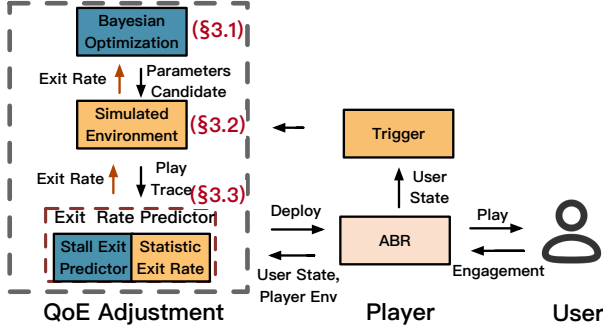 Bayesian
Optimization
(§3.1)
Exit Rate
Parameters
Candidate
Simulated
Environment
(§3.2)
Trigger
Exit Rate
Play
Trace
(§3.3)
User
State
Exit Rate Predictor
Stall Exit
Predictor
Statistic
Exit Rate
Deploy
User State,
Player Env
ABR
Play
Engagement
QoE Adjustment
Player
User